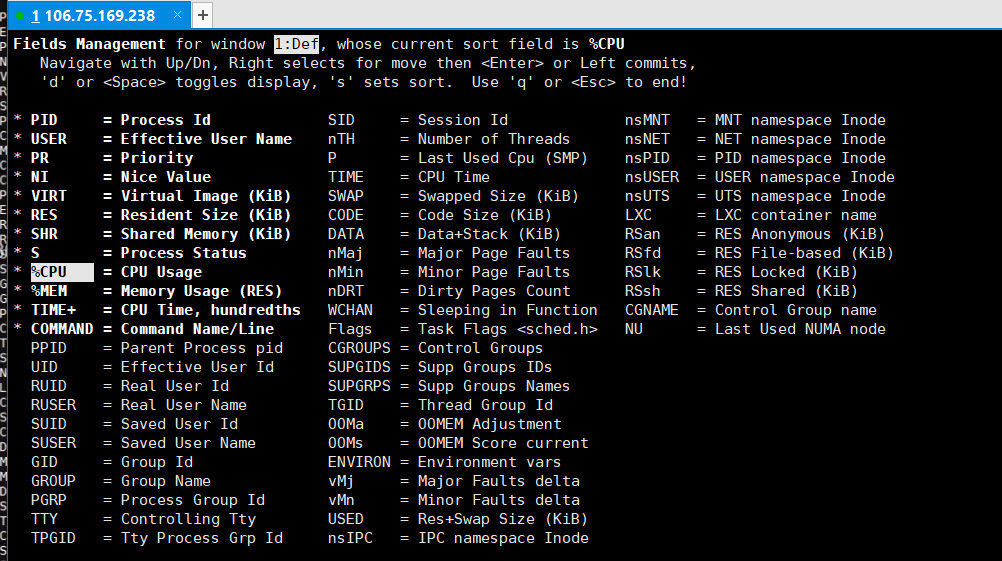 1 106.75.169.238 × +
Fields Management for window 1:Def, whose current sort field is %CPU
   Navigate with Up/Dn, Right selects for move then <Enter> or Left commits,
   'd' or <Space> toggles display, 's' sets sort.  Use 'q' or <Esc> to end!

* PID     = Process Id             SID     = Session Id             nsMNT   = MNT namespace Inode
* USER    = Effective User Name    nTH     = Number of Threads      nsNET   = NET namespace Inode
* PR      = Priority               P       = Last Used Cpu (SMP)    nsPID   = PID namespace Inode
* NI      = Nice Value             TIME    = CPU Time               nsUSER  = USER namespace Inode
* VIRT    = Virtual Image (KiB)    SWAP    = Swapped Size (KiB)     nsUTS   = UTS namespace Inode
* RES     = Resident Size (KiB)    CODE    = Code Size (KiB)        LXC     = LXC container name
* SHR     = Shared Memory (KiB)    DATA    = Data+Stack (KiB)       RSan    = RES Anonymous (KiB)
* S       = Process Status         nMaj    = Major Page Faults      RSfd    = RES File-based (KiB)
* %CPU    = CPU Usage              nMin    = Minor Page Faults      RSlk    = RES Locked (KiB)
* %MEM    = Memory Usage (RES)     nDRT    = Dirty Pages Count      RSsh    = RES Shared (KiB)
* TIME+   = CPU Time, hundredths   WCHAN   = Sleeping in Function   CGNAME  = Control Group name
* COMMAND = Command Name/Line      Flags   = Task Flags <sched.h>   NU      = Last Used NUMA node
  PPID    = Parent Process pid     CGROUPS = Control Groups
  UID     = Effective User Id      SUPGIDS = Supp Groups IDs
  RUID    = Real User Id           SUPGRPS = Supp Groups Names
  RUSER   = Real User Name         TGID    = Thread Group Id
  SUID    = Saved User Id          OOMa    = OOMEM Adjustment
  SUSER   = Saved User Name        OOMs    = OOMEM Score current
  GID     = Group Id               ENVIRON = Environment vars
  GROUP   = Group Name             vMj     = Major Faults delta
  PGRP    = Process Group Id       vMn     = Minor Faults delta
  TTY     = Controlling Tty        USED    = Res+Swap Size (KiB)
  TPGID   = Tty Process Grp Id     nsIPC   = IPC namespace Inode